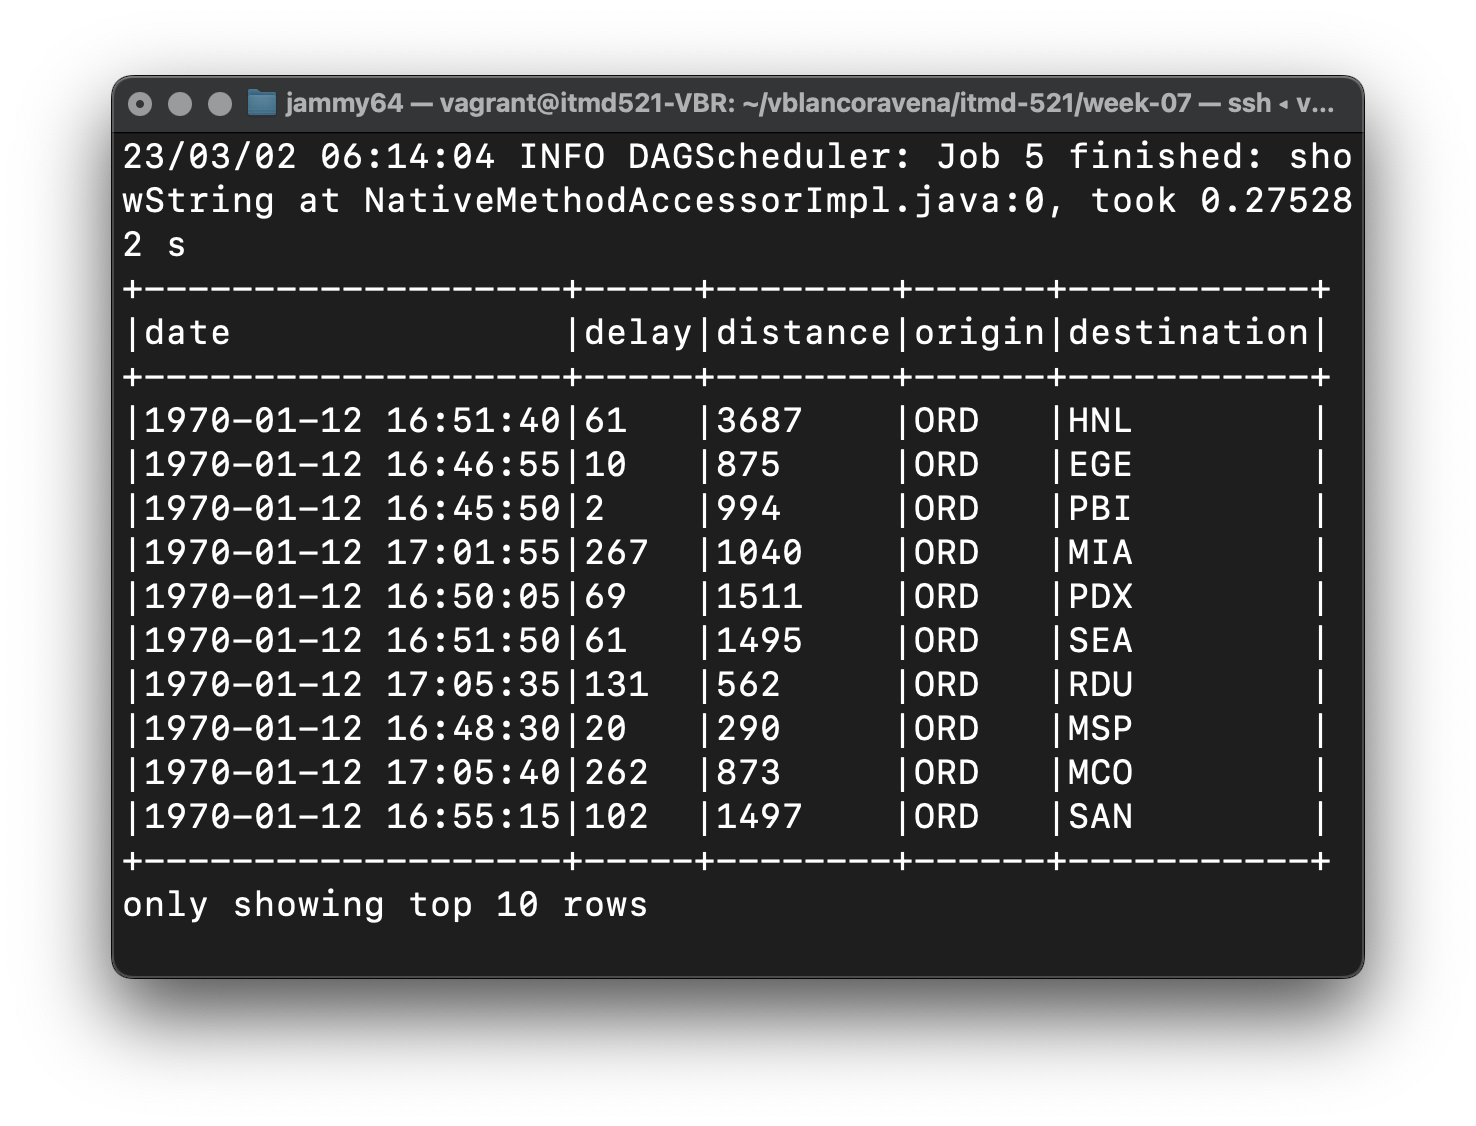 jammy64 — vagrant@itmd521-VBR: ~/vblancoravena/itmd-521/week-07 — ssh ◂ v...
23/03/02 06:14:04 INFO DAGScheduler: Job 5 finished: sho
wString at NativeMethodAccessorImpl.java:0, took 0.27528
2 s
+-------------------+-----+--------+------+-----------+
|date               |delay|distance|origin|destination|
+-------------------+-----+--------+------+-----------+
|1970-01-12 16:51:40|61   |3687    |ORD   |HNL        |
|1970-01-12 16:46:55|10   |875     |ORD   |EGE        |
|1970-01-12 16:45:50|2    |994     |ORD   |PBI        |
|1970-01-12 17:01:55|267  |1040    |ORD   |MIA        |
|1970-01-12 16:50:05|69   |1511    |ORD   |PDX        |
|1970-01-12 16:51:50|61   |1495    |ORD   |SEA        |
|1970-01-12 17:05:35|131  |562     |ORD   |RDU        |
|1970-01-12 16:48:30|20   |290     |ORD   |MSP        |
|1970-01-12 17:05:40|262  |873     |ORD   |MCO        |
|1970-01-12 16:55:15|102  |1497    |ORD   |SAN        |
+-------------------+-----+--------+------+-----------+
only showing top 10 rows